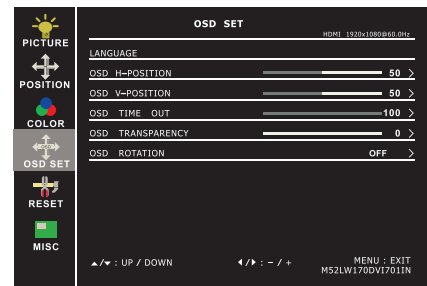 OSD SET
HDMI 1920x1080@60.0Hz
PICTURE
POSITION
COLOR
OSD
OSD SET
RESET
MISC
LANGUAGE
OSD H-POSITION 50 >
OSD V-POSITION 50 >
OSD TIME OUT 100 >
OSD TRANSPARENCY 0 >
OSD ROTATION OFF >
▲/▼ : UP / DOWN ◀/▶ : - / + MENU : EXIT
M52LW170DVI701IN